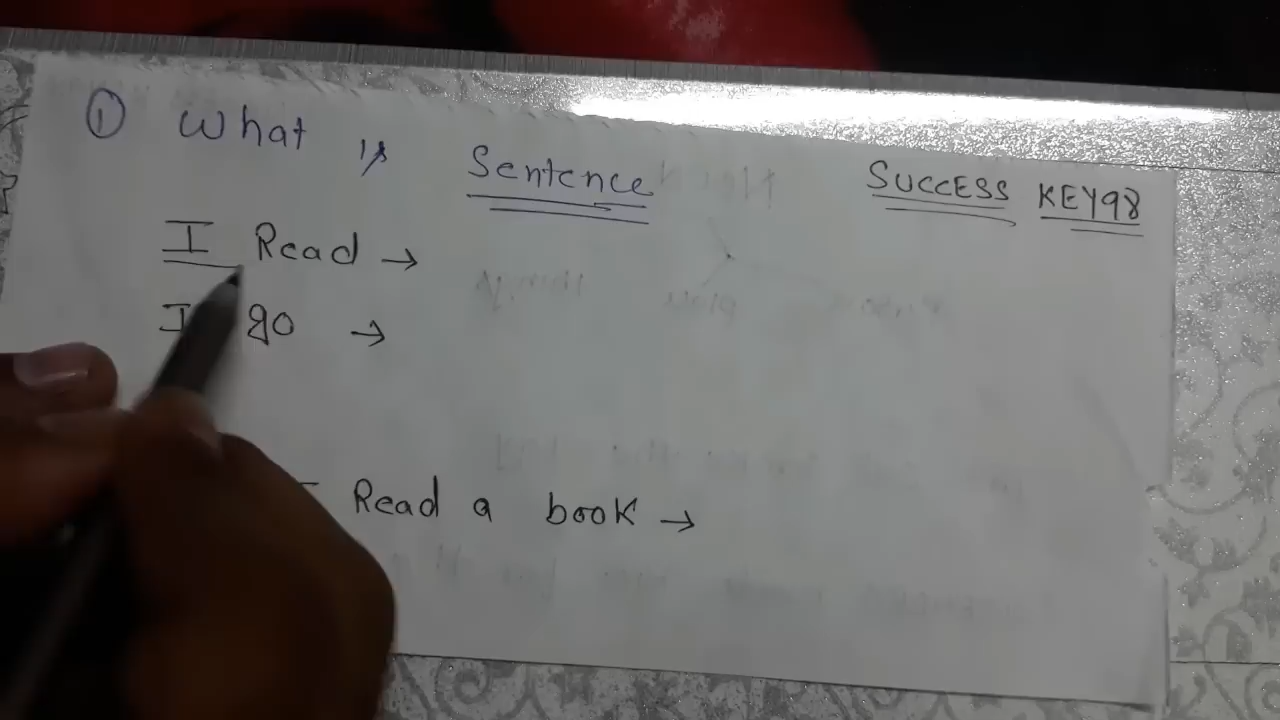 ① What is Sentence
SUCCESS KEY98
I Read →
I go →
Read a book →